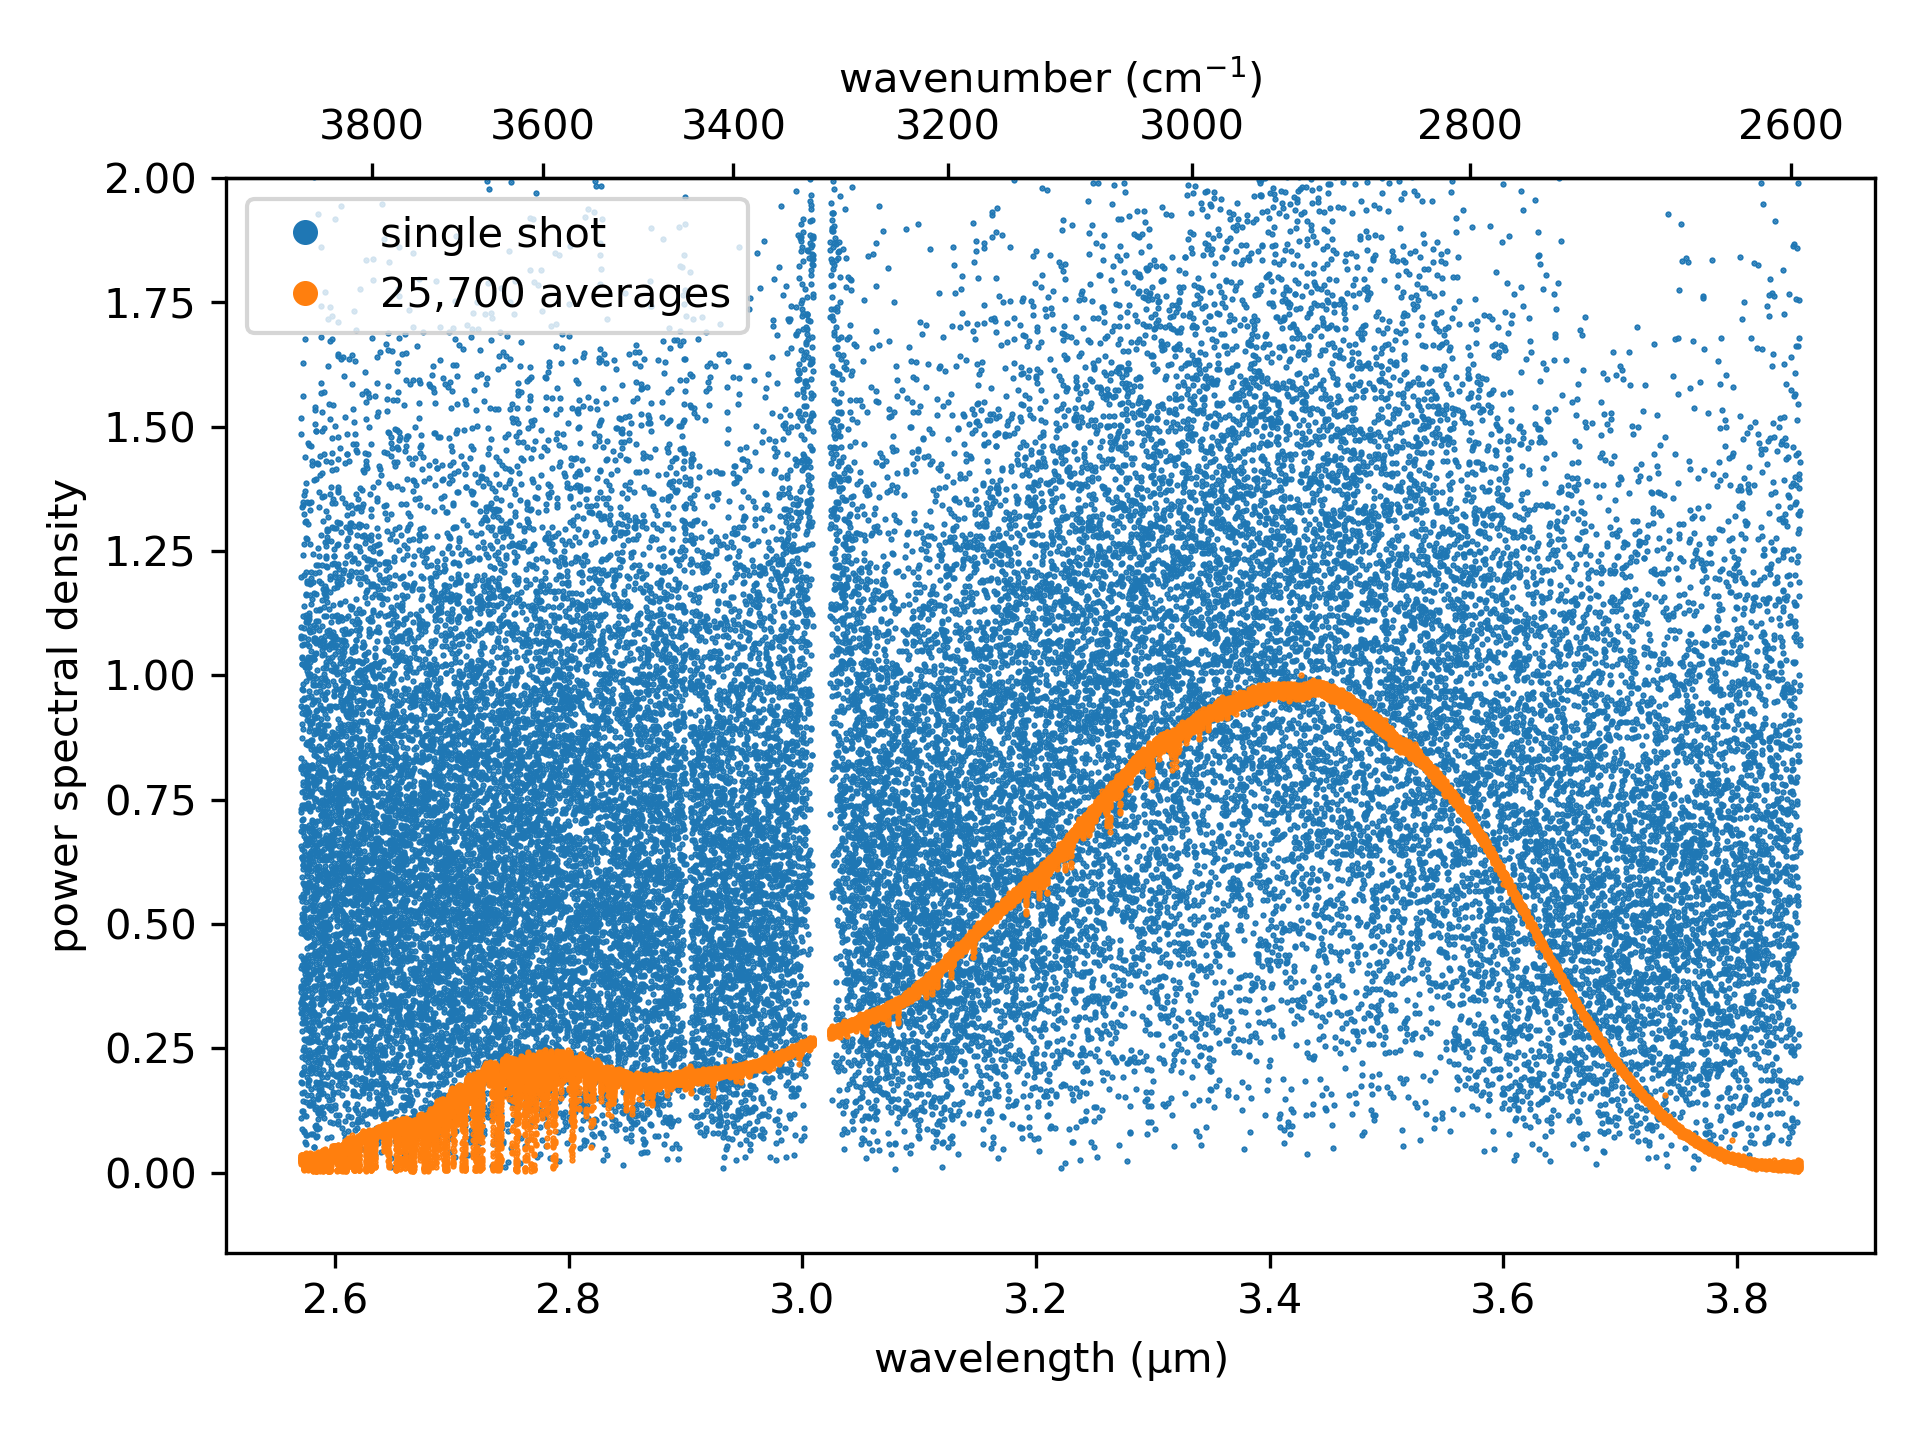 wavenumber (cm⁻¹)
3800 3600 3400 3200 3000 2800 2600
2.00
1.75
1.50
1.25
1.00
0.75
0.50
0.25
0.00
power spectral density
single shot
25,700 averages
2.6 2.8 3.0 3.2 3.4 3.6 3.8
wavelength (µm)